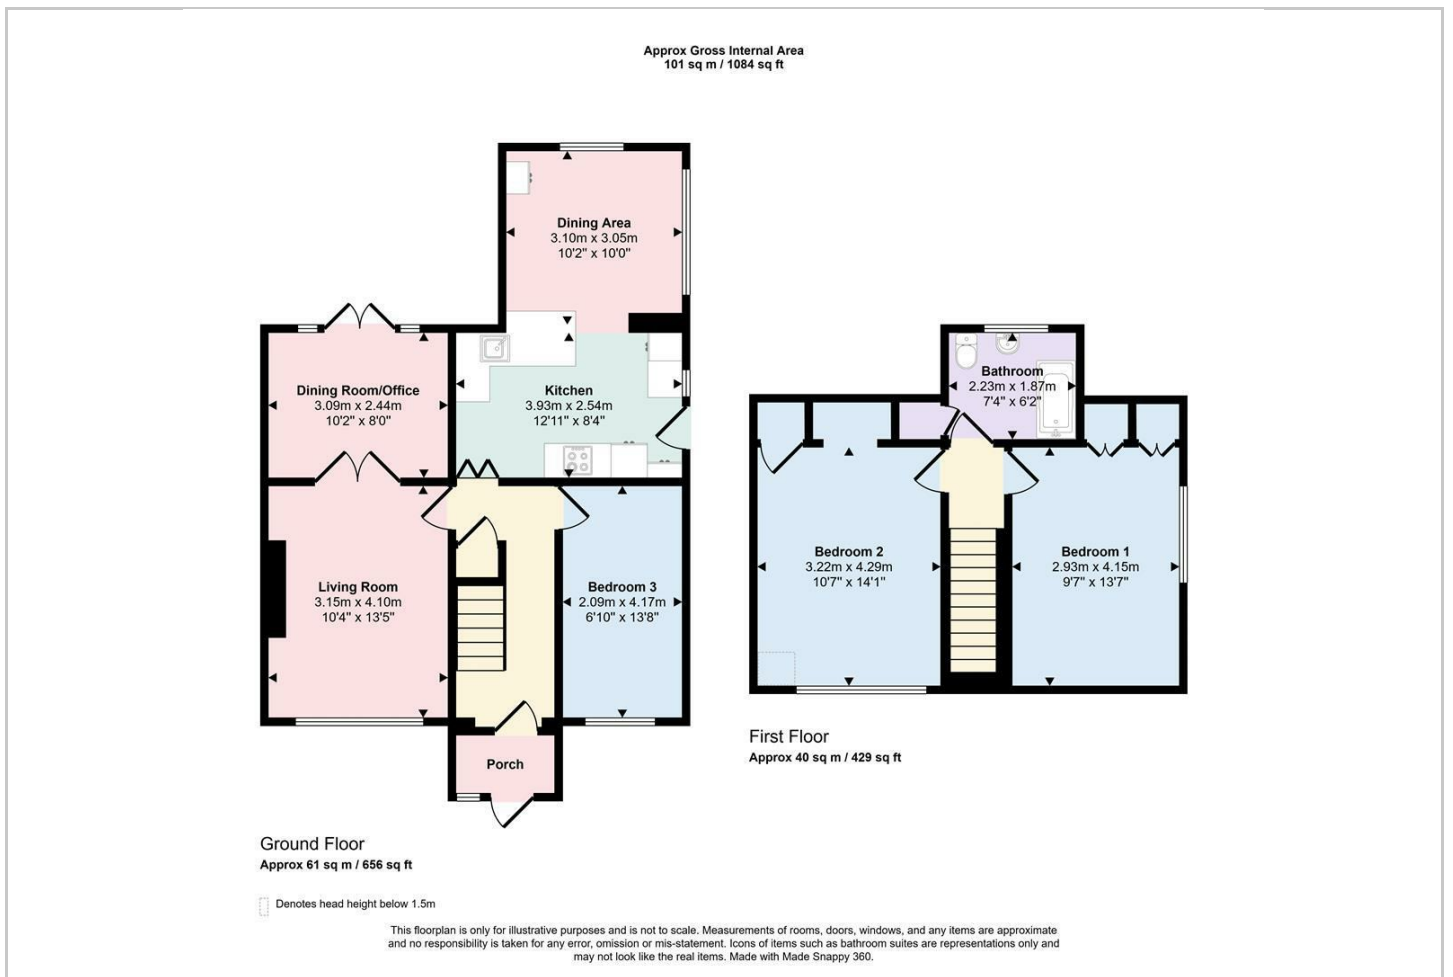 Approx Gross Internal Area
101 sq m / 1084 sq ft
Dining Area
3.10m x 3.05m
10'2" x 10'0"
Dining Room/Office
3.09m x 2.44m
10'2" x 8'0"
Kitchen
3.93m x 2.54m
12'11" x 8'4"
Living Room
3.15m x 4.10m
10'4" x 13'5"
Bedroom 3
2.09m x 4.17m
6'10" x 13'8"
Porch
Ground Floor
Approx 61 sq m / 656 sq ft
Bathroom
2.23m x 1.87m
7'4" x 6'2"
Bedroom 2
3.22m x 4.29m
10'7" x 14'1"
Bedroom 1
2.93m x 4.15m
9'7" x 13'7"
First Floor
Approx 40 sq m / 429 sq ft
Denotes head height below 1.5m
This floorplan is only for illustrative purposes and is not to scale. Measurements of rooms, doors, windows, and any items are approximate
and no responsibility is taken for any error, omission or mis-statement. Icons of items such as bathroom suites are representations only and
may not look like the real items. Made with Made Snappy 360.